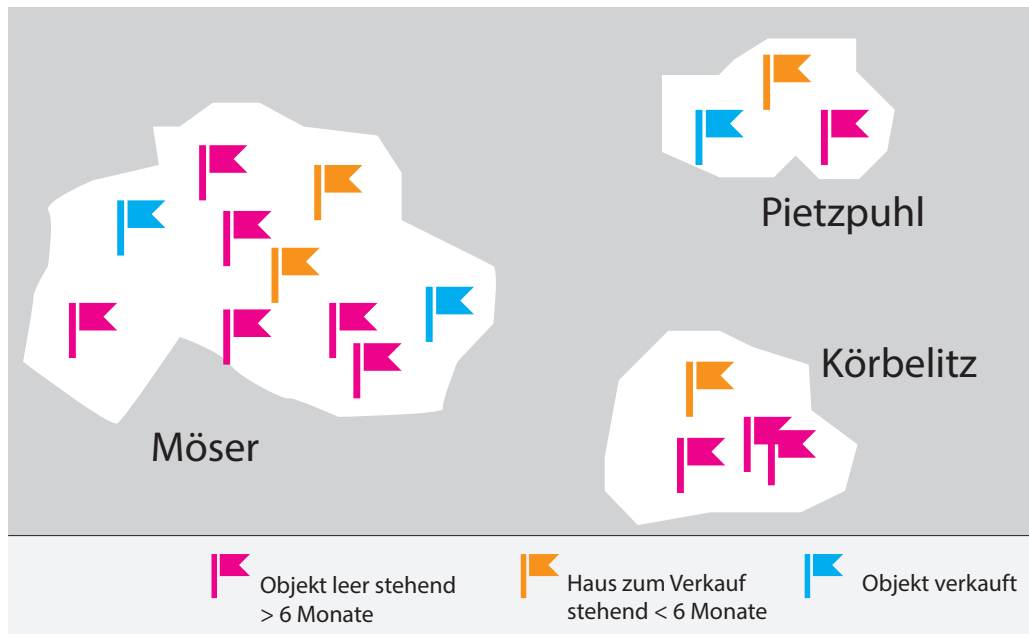 Pietzpuhl
Körbelitz
Möser
Objekt leer stehend
> 6 Monate
Haus zum Verkauf
stehend < 6 Monate
Objekt verkauft